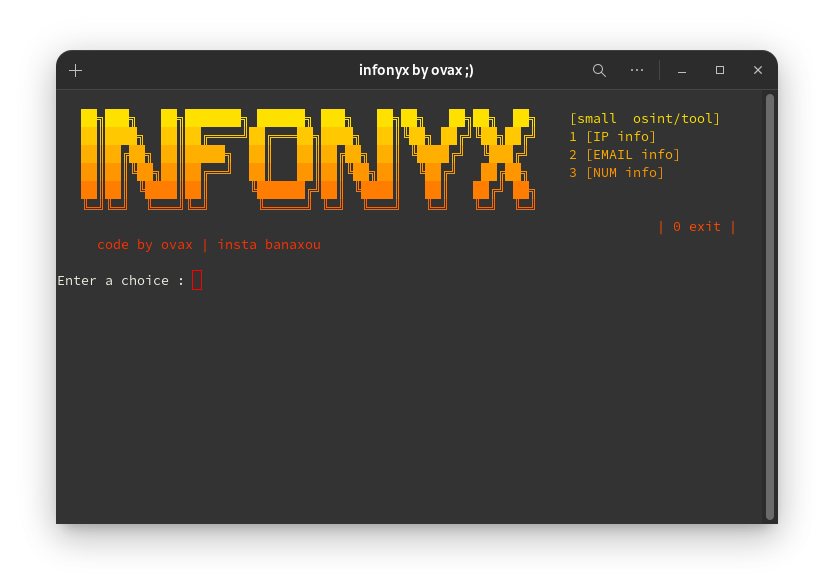 infonyx by ovax ;)
INFONYX
[small  osint/tool]
1 [IP info]
2 [EMAIL info]
3 [NUM info]
| 0 exit |
code by ovax | insta banaxou
Enter a choice :